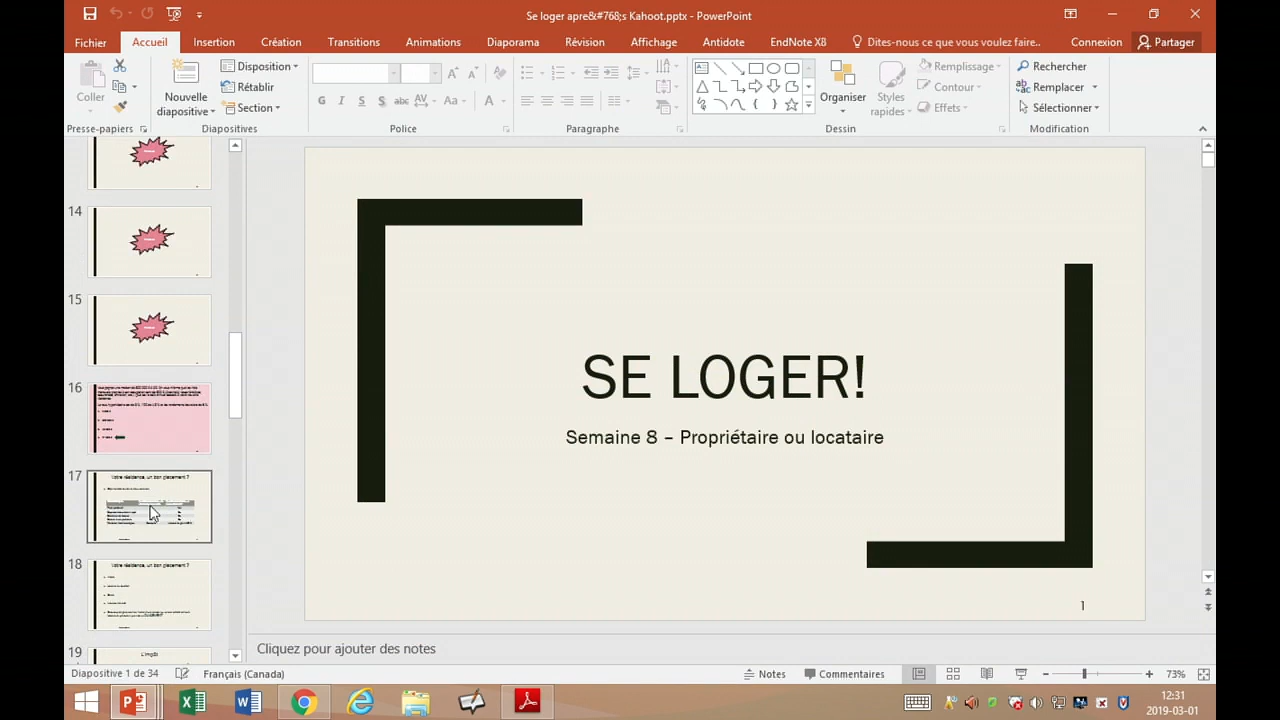 Se loger apre&#768;s Kahoot.pptx - PowerPoint
Fichier Accueil Insertion Création Transitions Animations Diaporama Révision Affichage Antidote EndNote X8 Dites-nous ce que vous voulez faire.. Connexion Partager
Coller
Nouvelle diapositive
Disposition
Rétablir
Section
G I S S abc AV Aa A
Organiser
Styles rapides
Remplissage
Contour
Effets
Rechercher
Remplacer
Sélectionner
Presse-papiers Diapositives Police Paragraphe Dessin Modification
14
15
16
17
Votre résidence, un bon placement ?
18
Votre résidence, un bon placement ?
19
L'impôt
SE LOGER!
Semaine 8 – Propriétaire ou locataire
1
Cliquez pour ajouter des notes
Diapositive 1 de 34 Français (Canada) Notes Commentaires 73%
12:31
2019-03-01